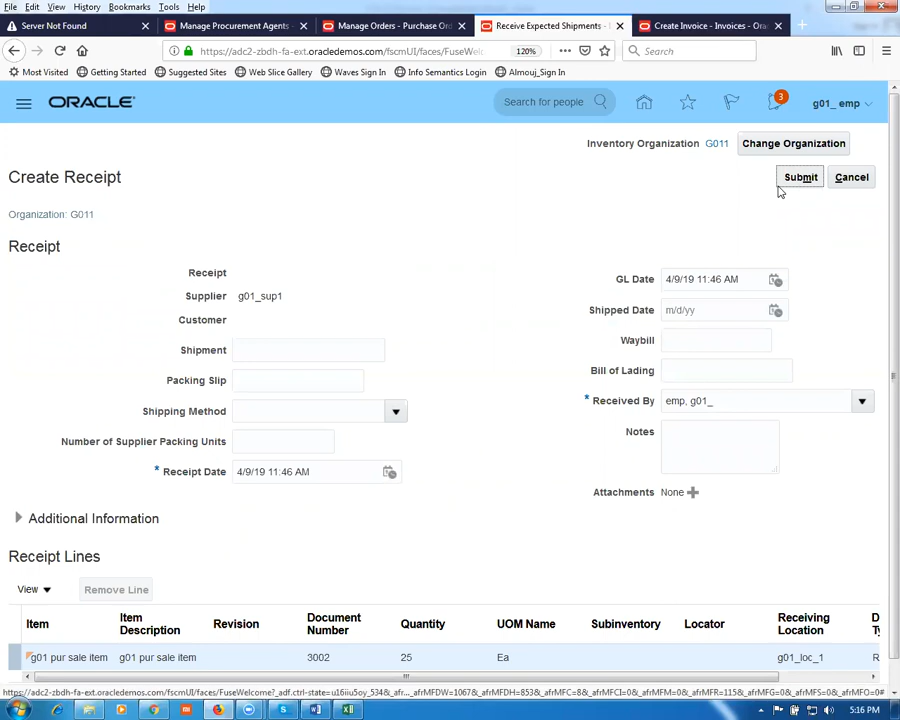 File Edit View History Bookmarks Tools Help
Server Not Found
Manage Procurement Agents -
Manage Orders - Purchase Ord
Receive Expected Shipments -
Create Invoice - Invoices - Ora
https://adc2-zbdh-fa-ext.oracledemos.com/fscmUI/faces/FuseWelc
120%
Search
Most Visited
Getting Started
Suggested Sites
Web Slice Gallery
Waves Sign In
Info Semantics Login
Almouj_Sign In
ORACLE
Search for people
3
g01_ emp
Inventory Organization G011
Change Organization
Create Receipt
Submit
Cancel
Organization: G011
Receipt
Receipt
Supplier g01_sup1
Customer
Shipment
Packing Slip
Shipping Method
Number of Supplier Packing Units
* Receipt Date 4/9/19 11:46 AM
GL Date 4/9/19 11:46 AM
Shipped Date m/d/yy
Waybill
Bill of Lading
* Received By emp, g01_
Notes
Attachments None
Additional Information
Receipt Lines
View
Remove Line
Item
Item Description
Revision
Document Number
Quantity
UOM Name
Subinventory
Locator
Receiving Location
D Ty
g01 pur sale item
g01 pur sale item
3002
25
Ea
g01_loc_1
R
5:16 PM